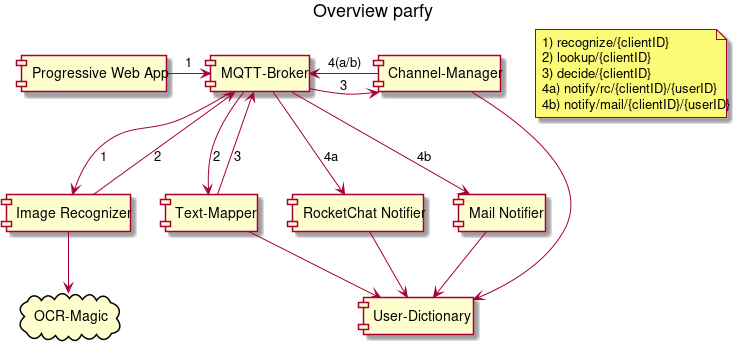 Overview parfy
1) recognize/{clientID}
2) lookup/{clientID}
3) decide/{clientID}
4a) notify/rc/{clientID}/{userID}
4b) notify/mail/{clientID}/{userID}
Progressive Web App
1
MQTT-Broker
4(a/b)
3
Channel-Manager
1
2
2
3
4a
4b
Image Recognizer
Text-Mapper
RocketChat Notifier
Mail Notifier
OCR-Magic
User-Dictionary